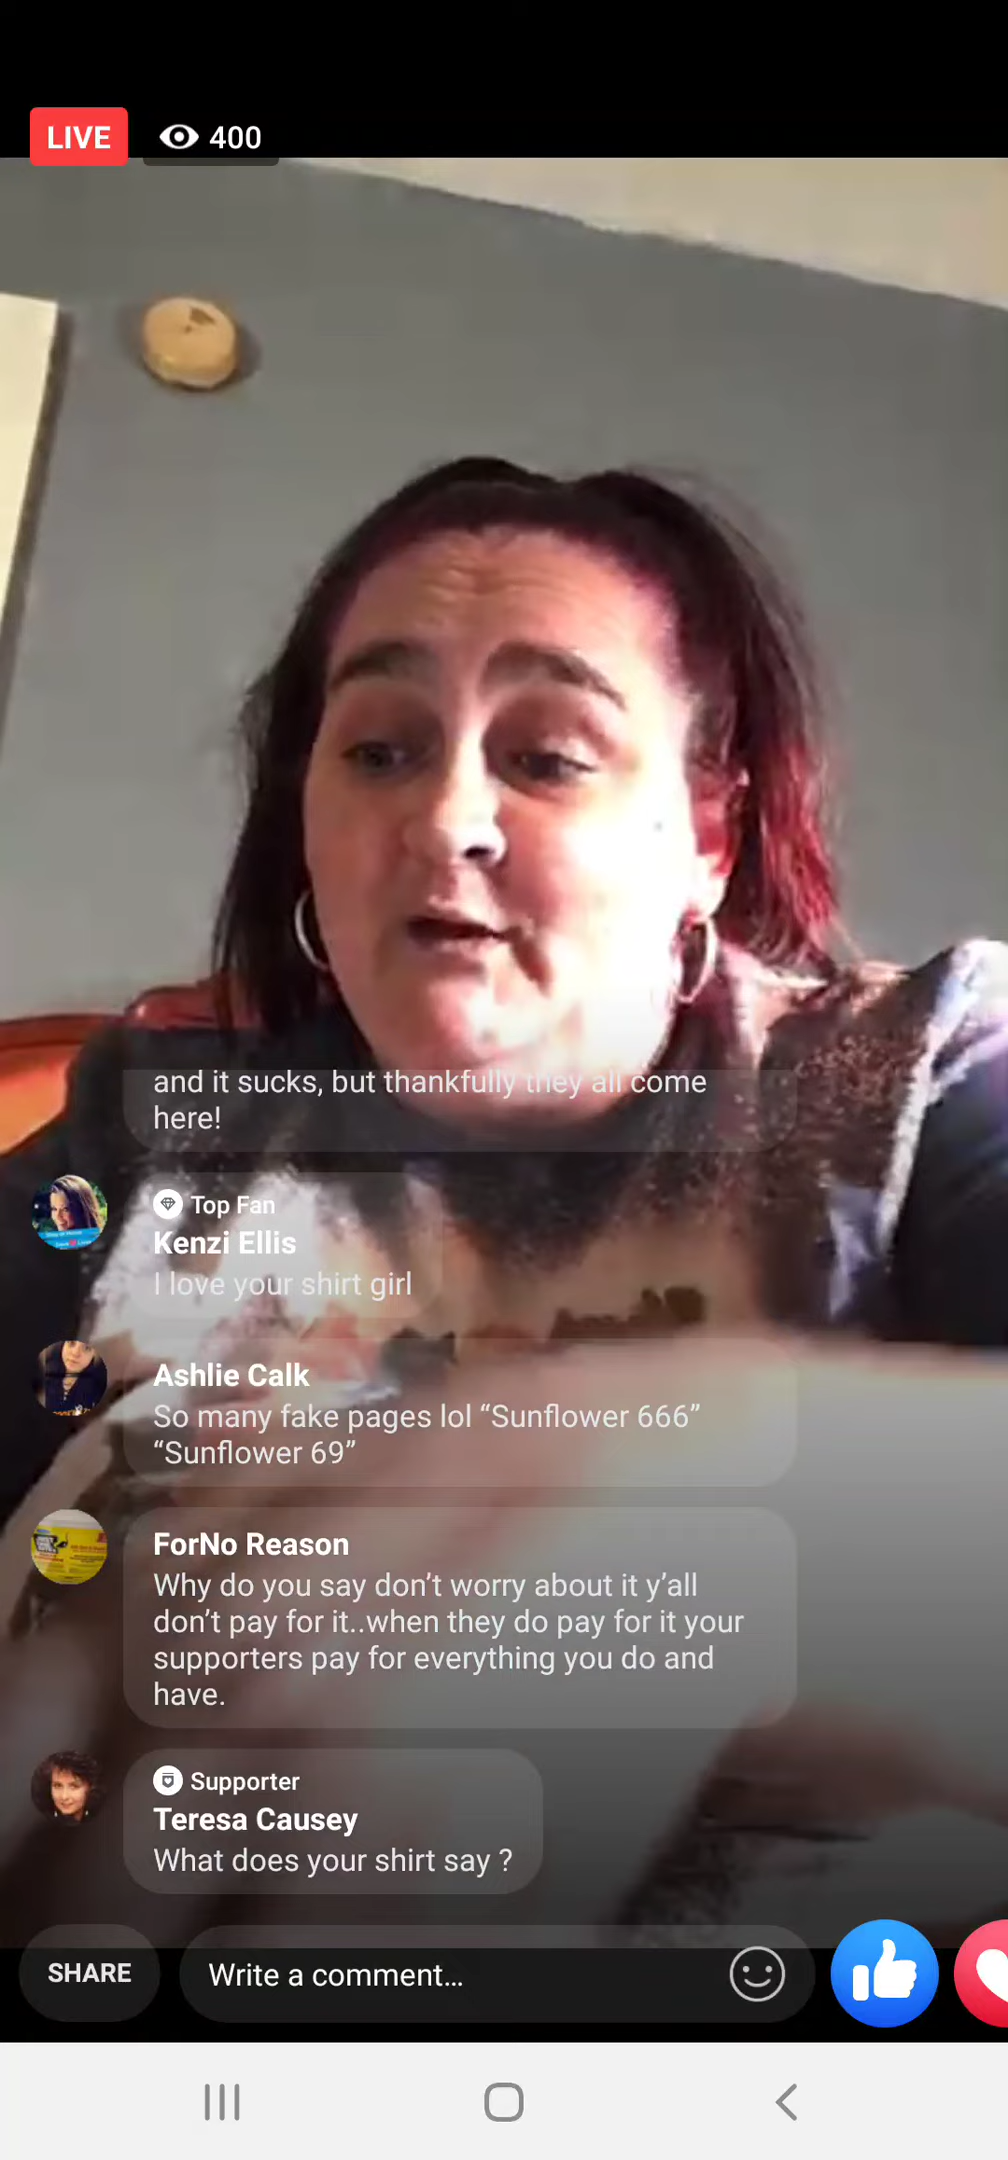 LIVE 400
and it sucks, but thankfully they all come
here!
Top Fan
Kenzi Ellis
I love your shirt girl
Ashlie Calk
So many fake pages lol “Sunflower 666”
“Sunflower 69”
ForNo Reason
Why do you say don’t worry about it y’all
don’t pay for it..when they do pay for it your
supporters pay for everything you do and
have.
Supporter
Teresa Causey
What does your shirt say ?
SHARE Write a comment...